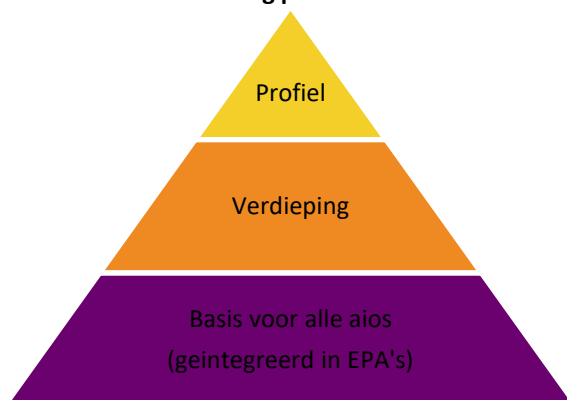 Profiel
Verdieping
Basis voor alle aios
(geintegreerd in EPA's)